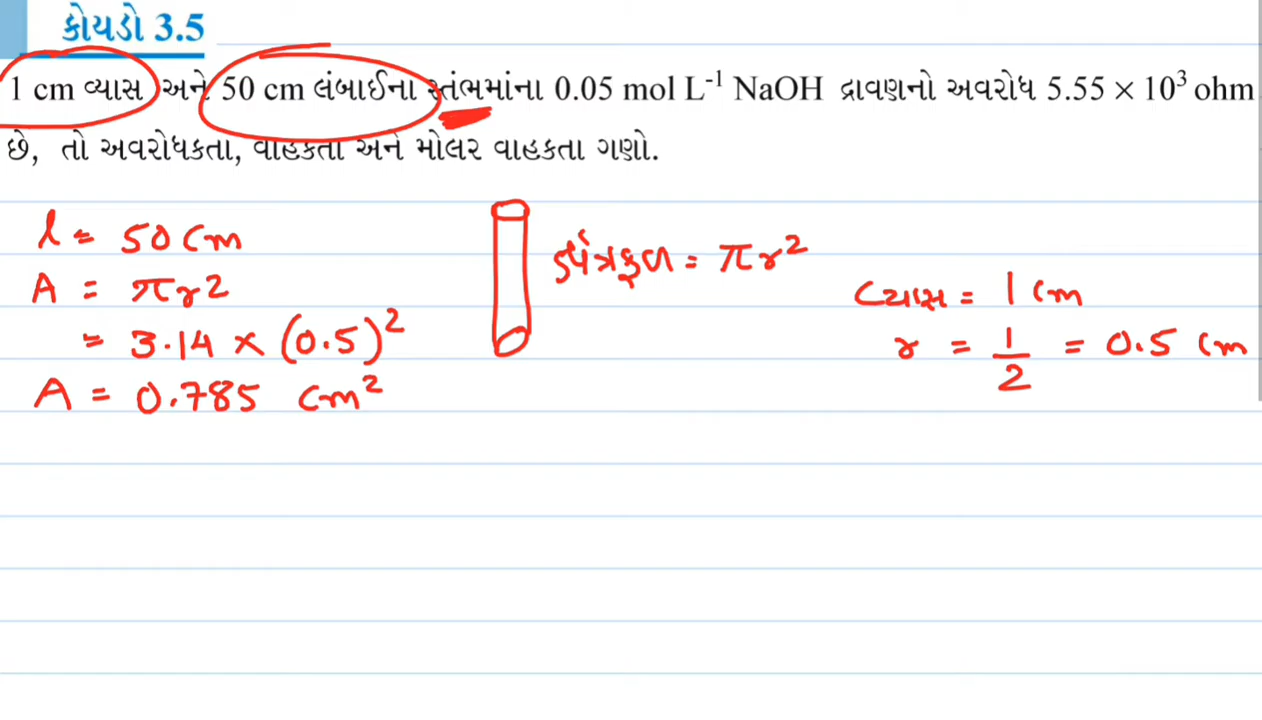 કોયડો 3.5
1 cm વ્યાસ અને 50 cm લંબાઈના સ્તંભમાંના 0.05 mol L⁻¹ NaOH દ્રાવણનો અવરોધ 5.55 × 10³ ohm
છે, તો અવરોધકતા, વાહકતા અને મોલર વાહકતા ગણો.
l = 50 cm
A = πr2
= 3.14 × (0.5)²
A = 0.785 cm²
ક્ષેત્રફળ = πr²
વ્યાસ = 1 cm
r = 1/2 = 0.5 cm